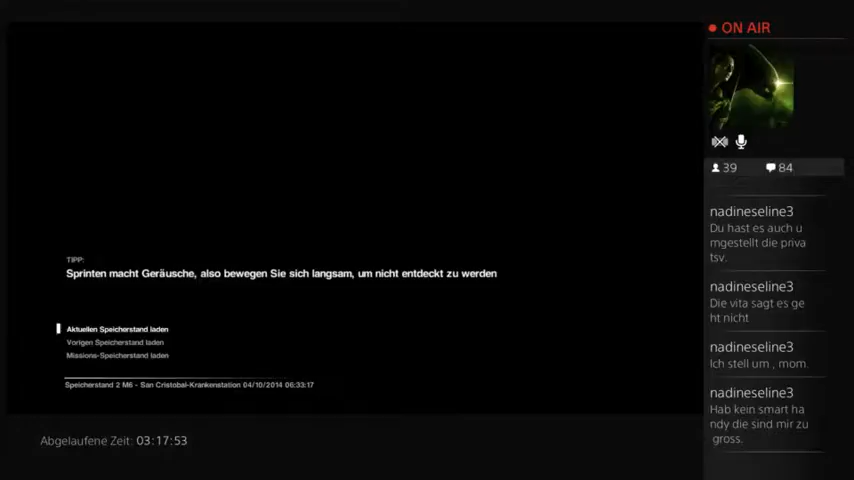 ON AIR
39 84
nadineseline3
Du hast es auch u
mgestellt die priva
tsv.
nadineseline3
Die vita sagt es ge
ht nicht
nadineseline3
Ich stell um , mom.
nadineseline3
Hab kein smart ha
ndy die sind mir zu
gross.
TIPP:
Sprinten macht Geräusche, also bewegen Sie sich langsam, um nicht entdeckt zu werden
Aktuellen Speicherstand laden
Vorigen Speicherstand laden
Missions-Speicherstand laden
Speicherstand 2 M6 - San Cristobal-Krankenstation 04/10/2014 06:33:17
Abgelaufene Zeit: 03:17:53